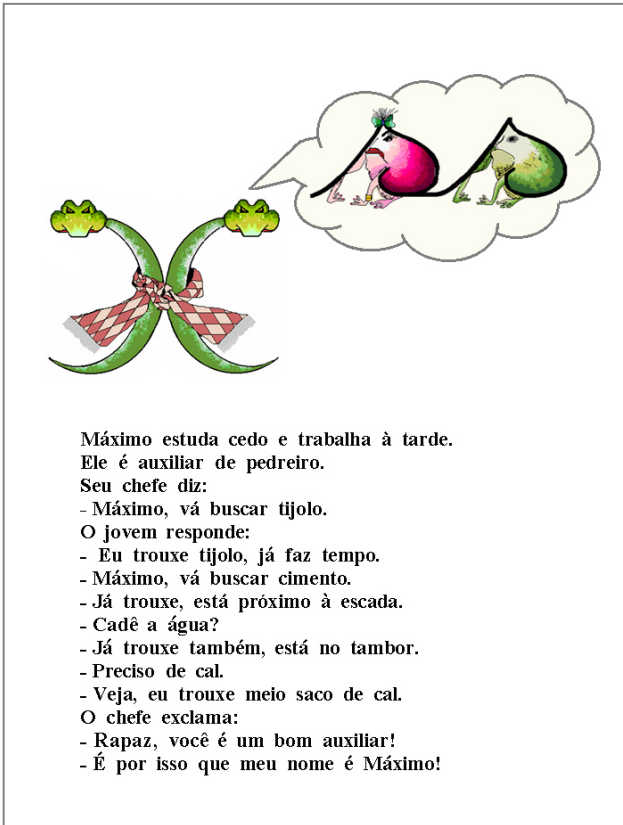 Máximo estuda cedo e trabalha à tarde.
Ele é auxiliar de pedreiro.
Seu chefe diz:
- Máximo, vá buscar tijolo.
O jovem responde:
- Eu trouxe tijolo, já faz tempo.
- Máximo, vá buscar cimento.
- Já trouxe, está próximo à escada.
- Cadê a água?
- Já trouxe também, está no tambor.
- Preciso de cal.
- Veja, eu trouxe meio saco de cal.
O chefe exclama:
- Rapaz, você é um bom auxiliar!
- É por isso que meu nome é Máximo!